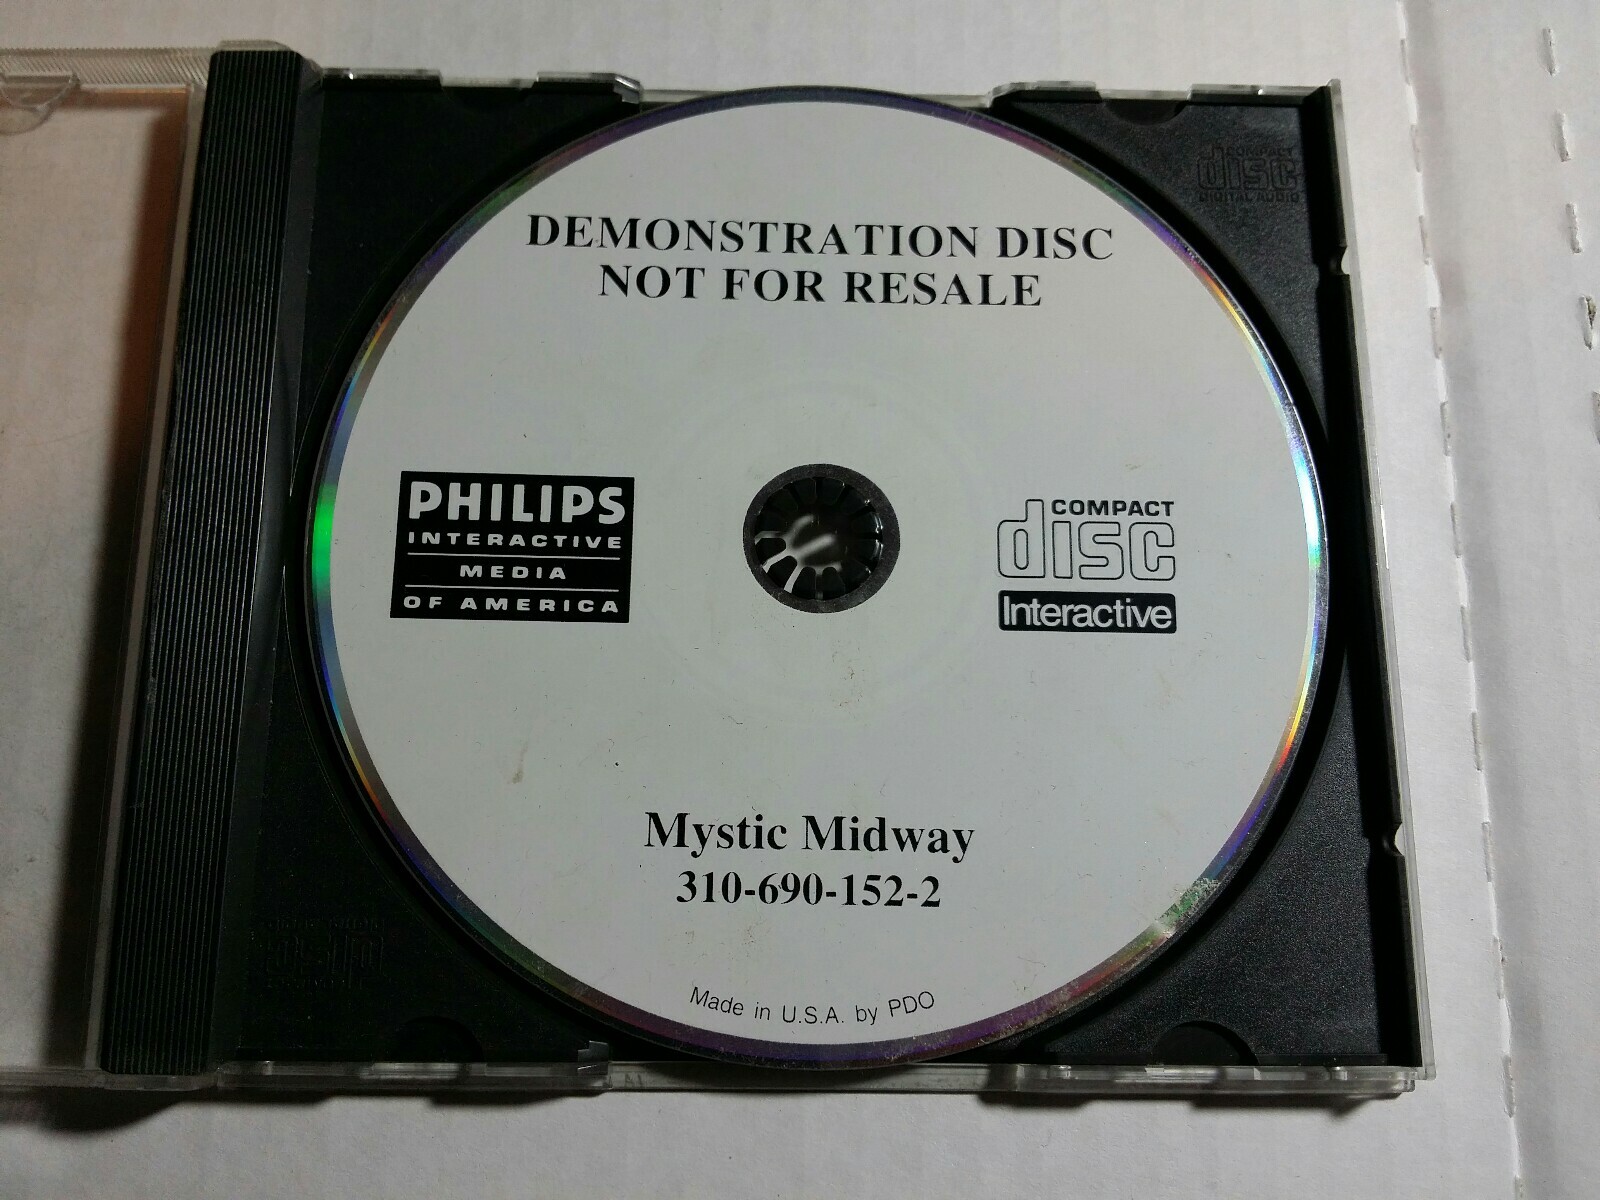 COMPACT
disc
DIGITAL AUDIO
DEMONSTRATION DISC
NOT FOR RESALE
PHILIPS
INTERACTIVE
MEDIA
OF AMERICA
COMPACT
disc
Interactive
Mystic Midway
310-690-152-2
Made in U.S.A. by PDO